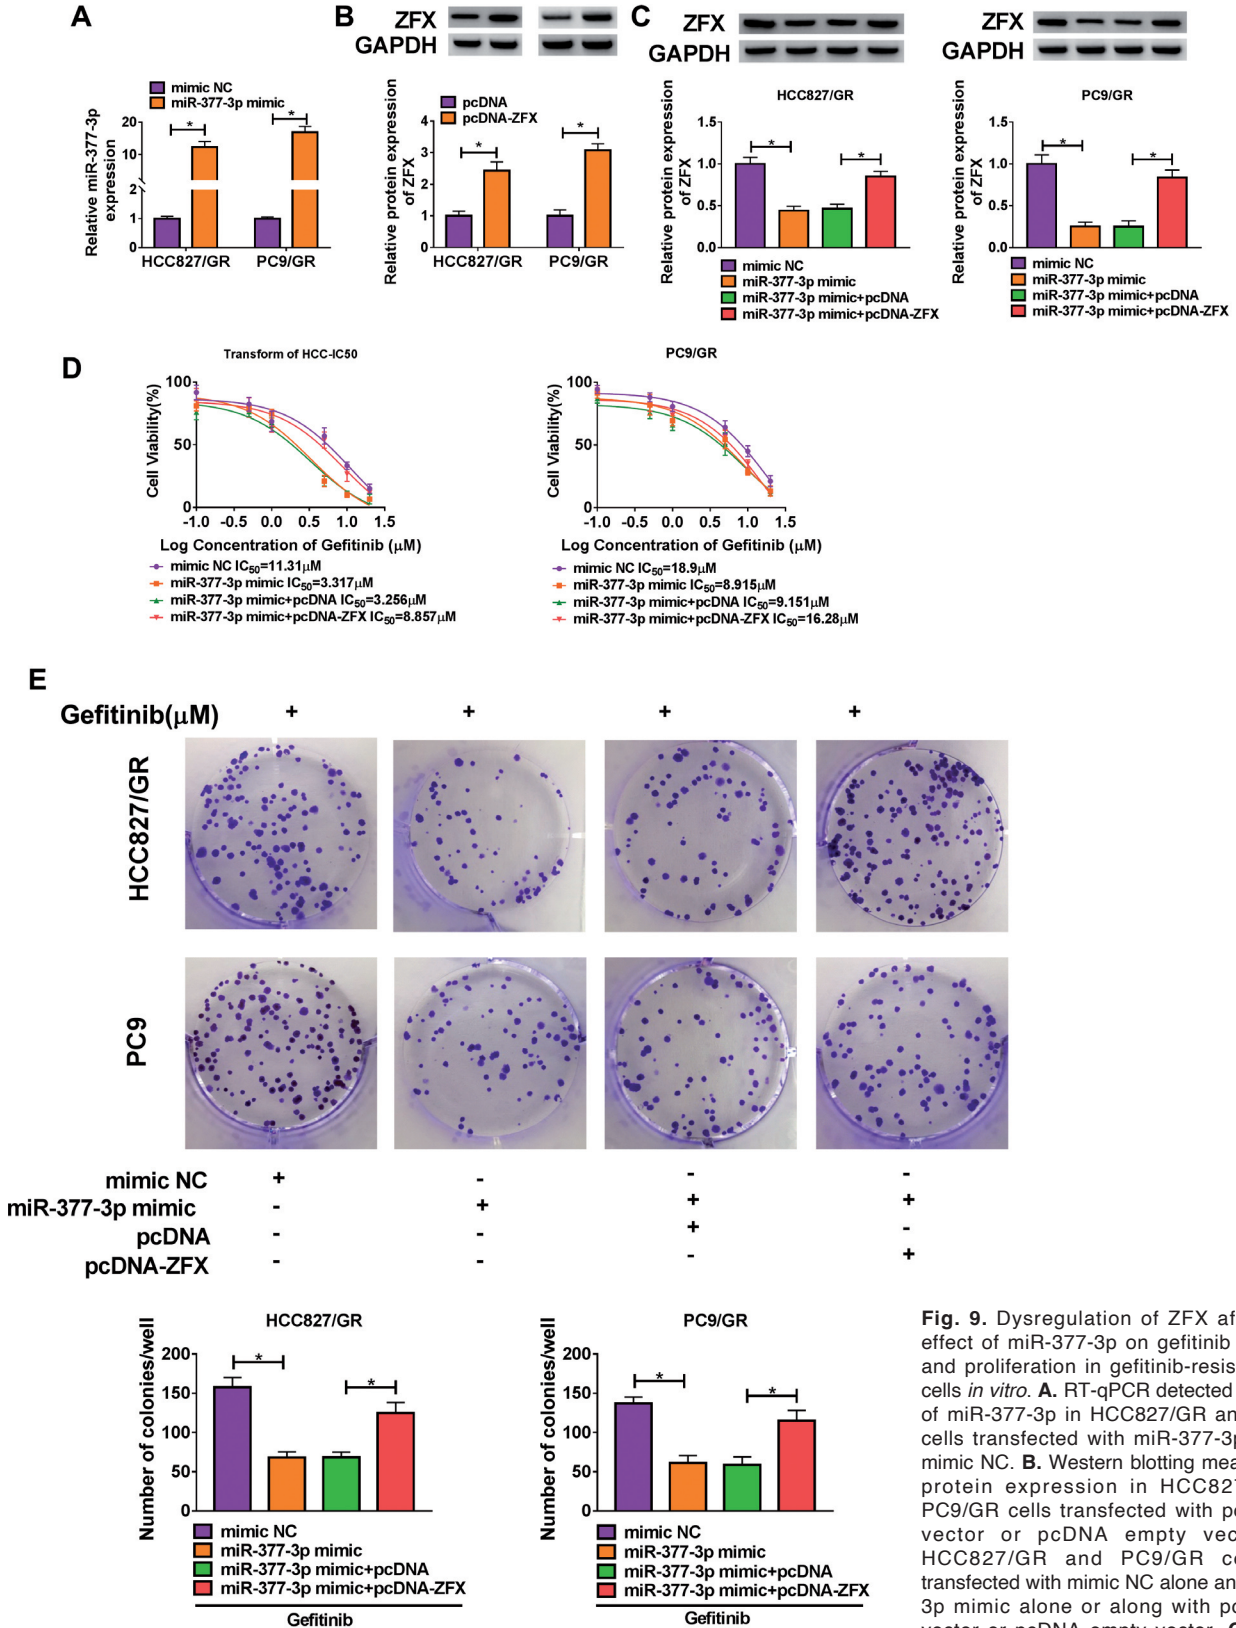 A
mimic NC
miR-377-3p mimic
Relative miR-377-3p
expression
20
10
2
1
0
*
*
HCC827/GR
PC9/GR
B
ZFX
GAPDH
pcDNA
pcDNA-ZFX
Relative protein expression
of ZFX
4
3
2
1
0
*
*
HCC827/GR
PC9/GR
C
ZFX
GAPDH
HCC827/GR
Relative protein expression
of ZFX
1.5
1.0
0.5
0.0
*
*
mimic NC
miR-377-3p mimic
miR-377-3p mimic+pcDNA
miR-377-3p mimic+pcDNA-ZFX
ZFX
GAPDH
PC9/GR
Relative protein expression
of ZFX
1.5
1.0
0.5
0.0
*
*
mimic NC
miR-377-3p mimic
miR-377-3p mimic+pcDNA
miR-377-3p mimic+pcDNA-ZFX
D
Transform of HCC-IC50
Cell Viability(%)
100
50
0
-1.0 -0.5 0.0 0.5 1.0 1.5
Log Concentration of Gefitinib (μM)
mimic NC IC50=11.31μM
miR-377-3p mimic IC50=3.317μM
miR-377-3p mimic+pcDNA IC50=3.256μM
miR-377-3p mimic+pcDNA-ZFX IC50=8.857μM
PC9/GR
Cell Viability(%)
100
50
0
-1.0 -0.5 0.0 0.5 1.0 1.5
Log Concentration of Gefitinib (μM)
mimic NC IC50=18.9μM
miR-377-3p mimic IC50=8.915μM
miR-377-3p mimic+pcDNA IC50=9.151μM
miR-377-3p mimic+pcDNA-ZFX IC50=16.28μM
E
Gefitinib(μM) + + + +
HCC827/GR
PC9
mimic NC + - - -
miR-377-3p mimic - + + +
pcDNA - - + -
pcDNA-ZFX - - - +
HCC827/GR
Number of colonies/well
200
150
100
50
0
*
*
mimic NC
miR-377-3p mimic
miR-377-3p mimic+pcDNA
miR-377-3p mimic+pcDNA-ZFX
Gefitinib
PC9/GR
Number of colonies/well
200
150
100
50
0
*
*
mimic NC
miR-377-3p mimic
miR-377-3p mimic+pcDNA
miR-377-3p mimic+pcDNA-ZFX
Gefitinib
Fig. 9. Dysregulation of ZFX af
effect of miR-377-3p on gefitinib
and proliferation in gefitinib-resis
cells in vitro. A. RT-qPCR detected
of miR-377-3p in HCC827/GR an
cells transfected with miR-377-3p
mimic NC. B. Western blotting mea
protein expression in HCC827
PC9/GR cells transfected with po
vector or pcDNA empty vec
HCC827/GR and PC9/GR ce
transfected with mimic NC alone an
3p mimic alone or along with po